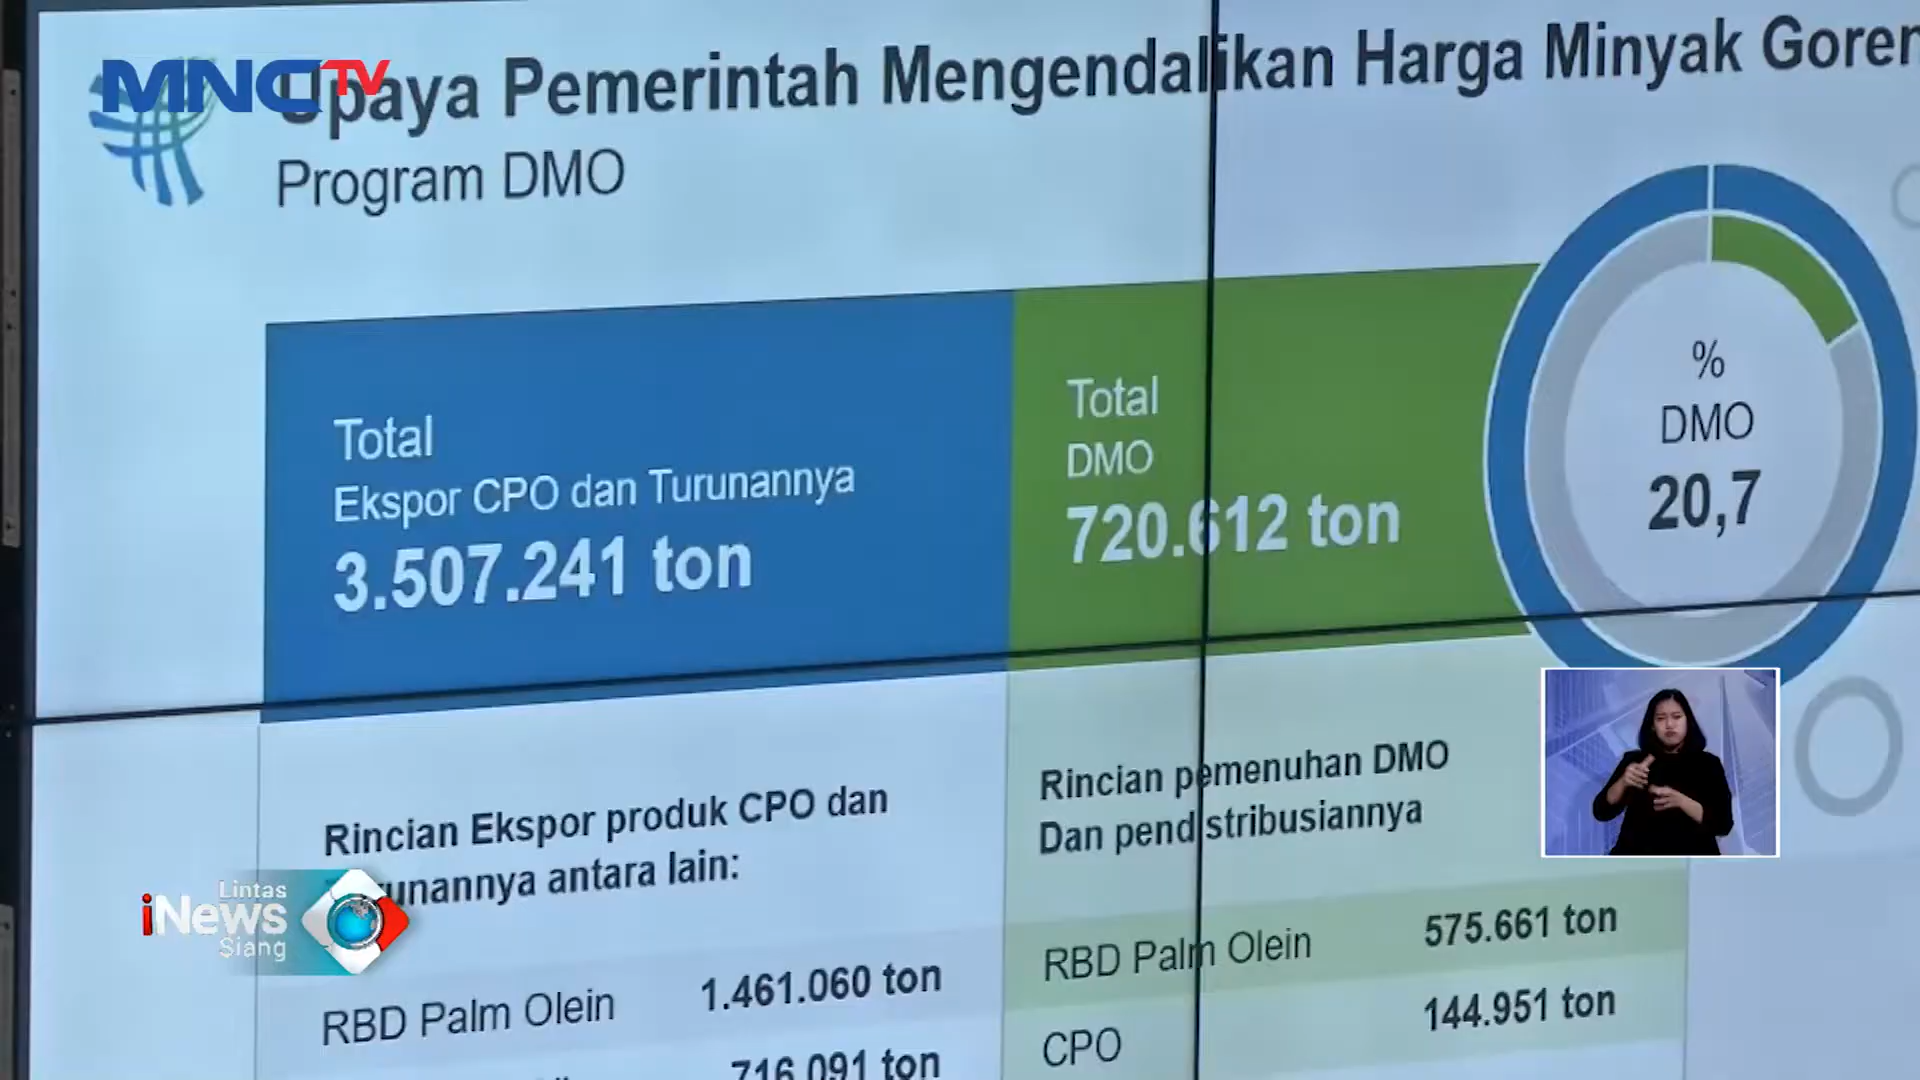 MNCTV
Upaya Pemerintah Mengendalikan Harga Minyak Goren
Program DMO
Total
Ekspor CPO dan Turunannya
3.507.241 ton
Total
DMO
720.612 ton
%
DMO
20,7
Rincian Ekspor produk CPO dan
unannya antara lain:
RBD Palm Olein 1.461.060 ton
716.091 ton
Rincian pemenuhan DMO
Dan pendistribusiannya
RBD Palm Olein 575.661 ton
CPO 144.951 ton
Lintas
iNews
Siang